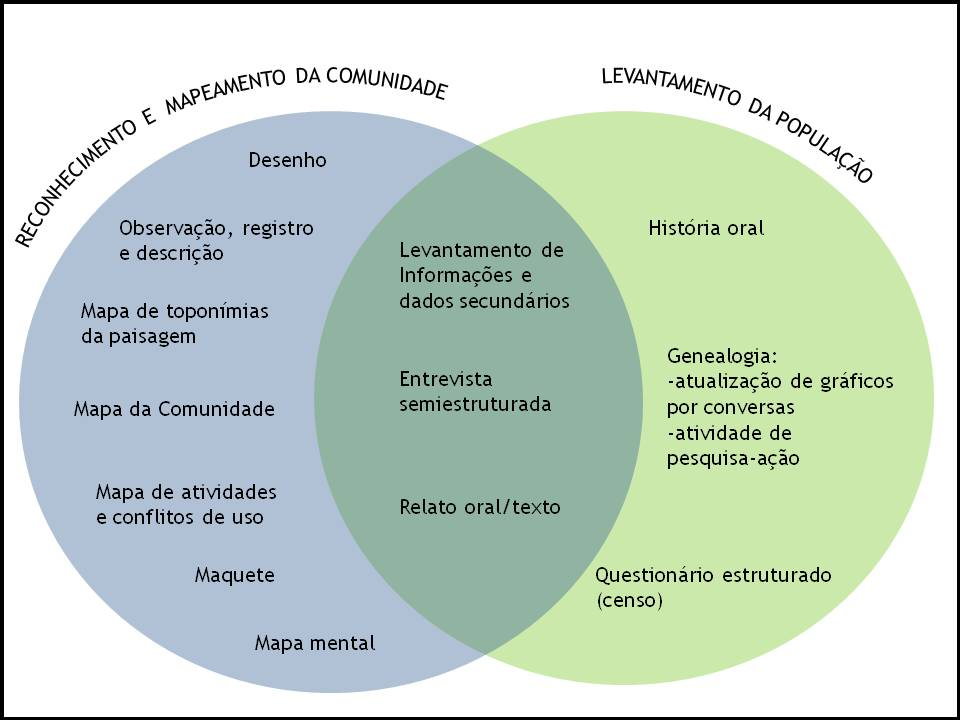 RECONHECIMENTO E MAPEAMENTO DA COMUNIDADE
LEVANTAMENTO DA POPULAÇÃO
Desenho
Observação, registro
e descrição
Mapa de toponímias
da paisagem
Mapa da Comunidade
Mapa de atividades
e conflitos de uso
Maquete
Mapa mental
Levantamento de
Informações e
dados secundários
Entrevista
semiestruturada
Relato oral/texto
História oral
Genealogia:
-atualização de gráficos
por conversas
-atividade de
pesquisa-ação
Questionário estruturado
(censo)